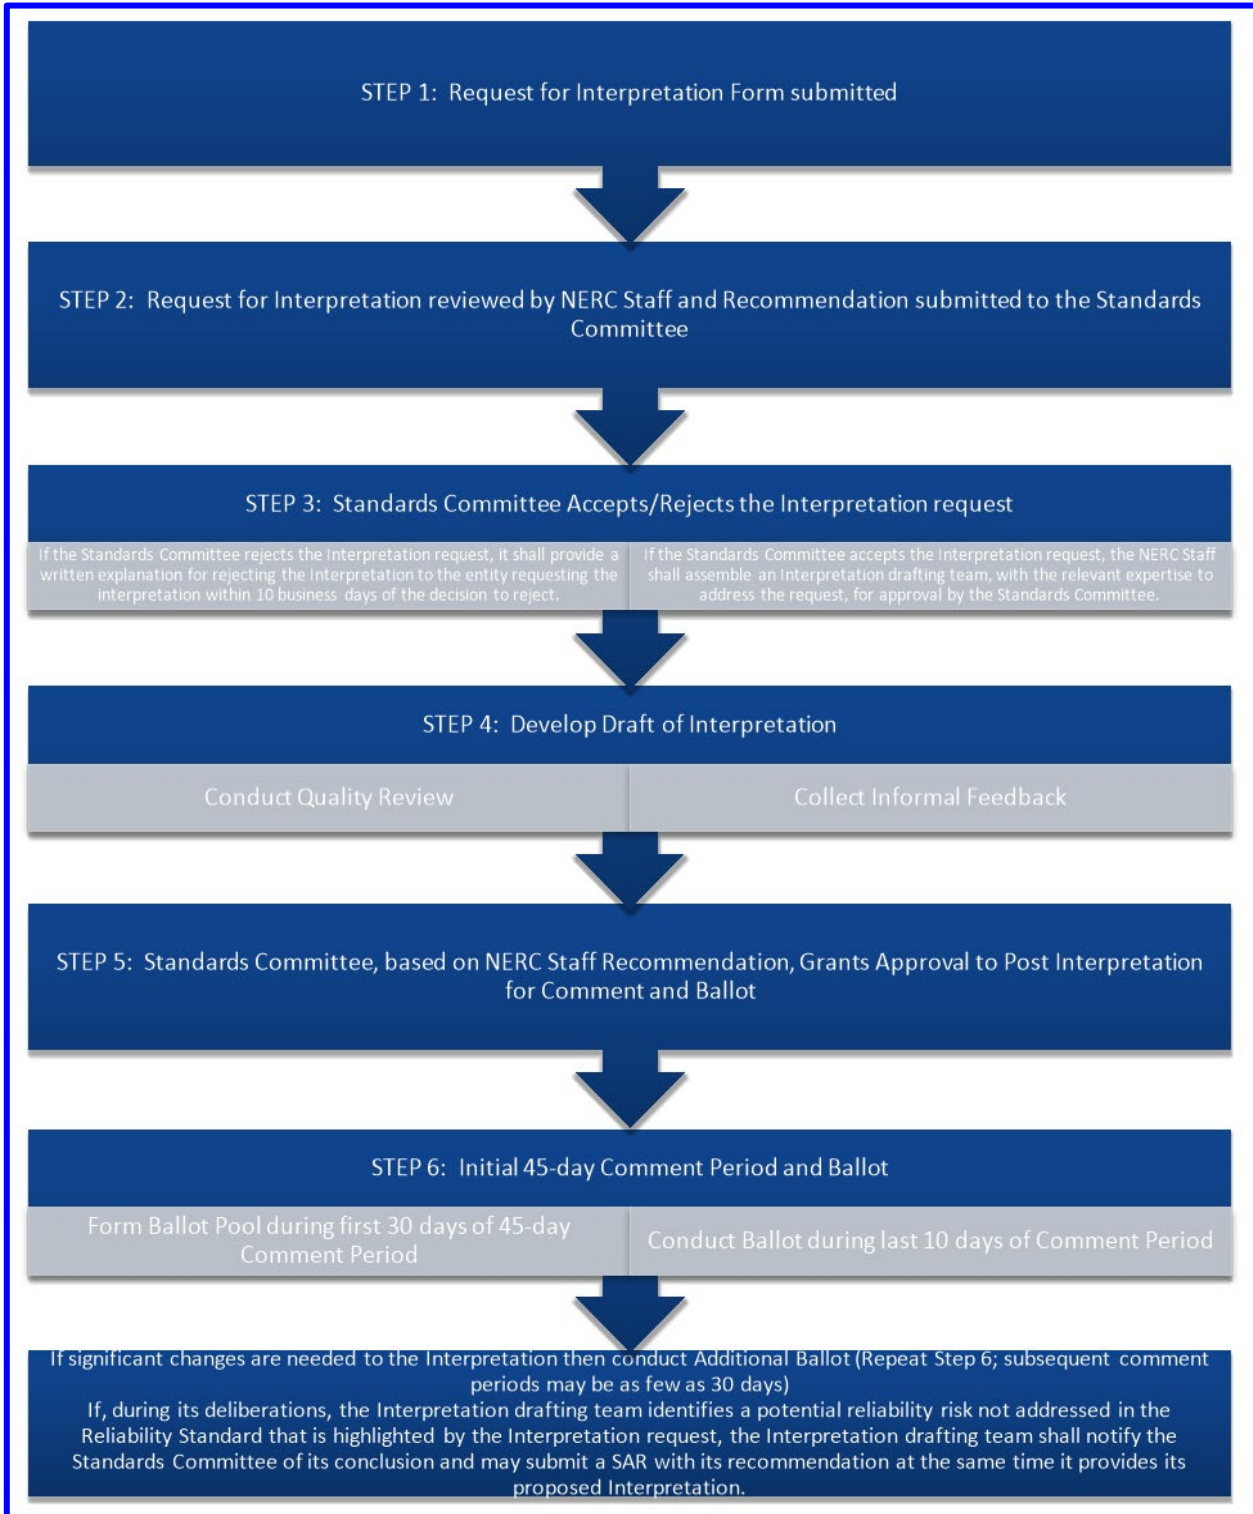 STEP 1: Request for Interpretation Form submitted
STEP 2: Request for Interpretation reviewed by NERC Staff and Recommendation submitted to the Standards
Committee
STEP 3: Standards Committee Accepts/Rejects the Interpretation request
If the Standards Committee rejects the Interpretation request, it shall provide a
written explanation for rejecting the Interpretation to the entity requesting the
interpretation within 10 business days of the decision to reject.
If the Standards Committee accepts the Interpretation request, the NERC Staff
shall assemble an Interpretation drafting team, with the relevant expertise to
address the request, for approval by the Standards Committee.
STEP 4: Develop Draft of Interpretation
Conduct Quality Review
Collect Informal Feedback
STEP 5: Standards Committee, based on NERC Staff Recommendation, Grants Approval to Post Interpretation
for Comment and Ballot
STEP 6: Initial 45-day Comment Period and Ballot
Form Ballot Pool during first 30 days of 45-day
Comment Period
Conduct Ballot during last 10 days of Comment Period
If significant changes are needed to the Interpretation then conduct Additional Ballot (Repeat Step 6; subsequent comment
periods may be as few as 30 days)
If, during its deliberations, the Interpretation drafting team identifies a potential reliability risk not addressed in the
Reliability Standard that is highlighted by the Interpretation request, the Interpretation drafting team shall notify the
Standards Committee of its conclusion and may submit a SAR with its recommendation at the same time it provides its
proposed Interpretation.